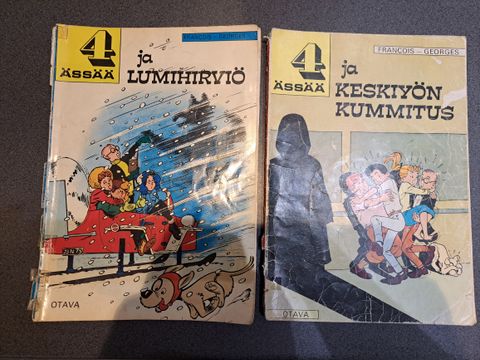 FRANÇOIS - GEORGES
4
ÄSSÄÄ
ja
LUMIHIRVIÖ
OTAVA
FRANÇOIS - GEORGES
4
ÄSSÄÄ
ja
KESKIYÖN
KUMMITUS
OTAVA